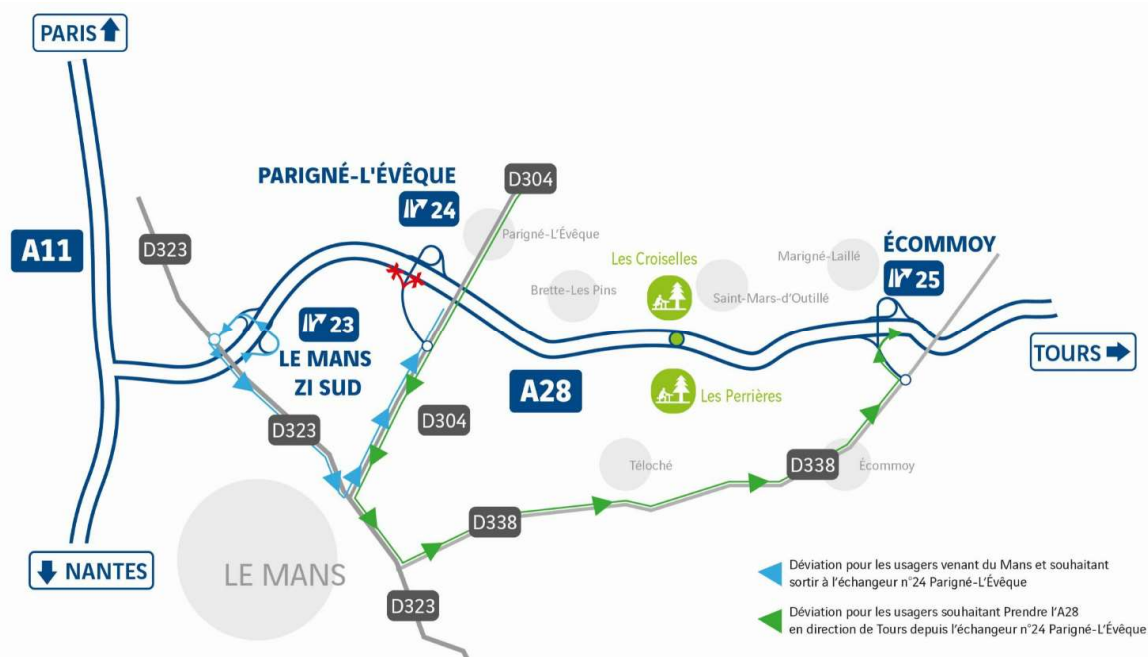 PARIS
PARIGNÉ-L'ÉVÊQUE
24
D304
D323
A11
Parigné-L'Évêque
Les Croiselles
Marigné-Laillé
ÉCOMMOY
25
Brette-Les Pins
Saint-Mars-d'Outillé
23
LE MANS
ZI SUD
TOURS
A28
Les Perrières
D304
D323
Téloché
D338
Écommoy
D338
NANTES
LE MANS
D323
Déviation pour les usagers venant du Mans et souhaitant
sortir à l'échangeur n°24 Parigné-L'Évêque
Déviation pour les usagers souhaitant Prendre l'A28
en direction de Tours depuis l'échangeur n°24 Parigné-L'Évêque